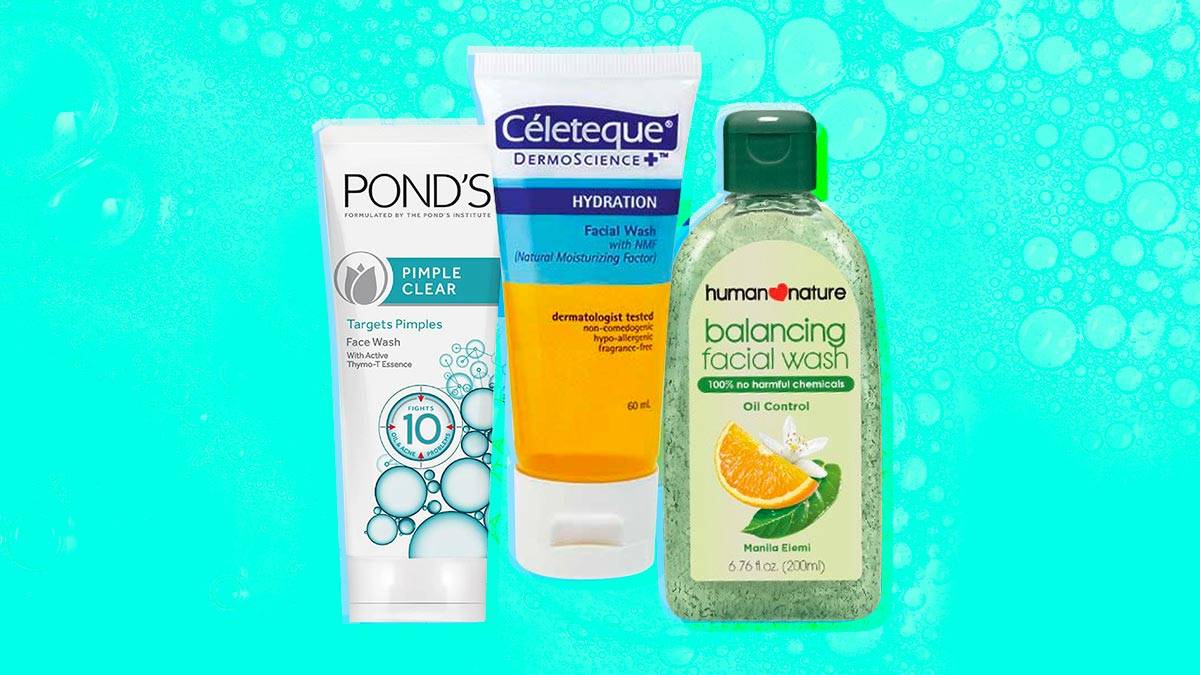 POND'S
FORMULATED BY THE POND'S INSTITUTE
PIMPLE
CLEAR
Targets Pimples
Face Wash
With Active
Thymo-T Essence
FIGHTS
10
OIL & ACNE PROBLEMS
Céleteque®
DERMOSCIENCE+™
HYDRATION
Facial Wash
with NMF
(Natural Moisturizing Factor)
dermatologist tested
non-comedogenic
hypo-allergenic
fragrance-free
60 mL
human nature
balancing
facial wash
100% no harmful chemicals
Oil Control
Manila Elemi
6.76 fl.oz. (200ml)